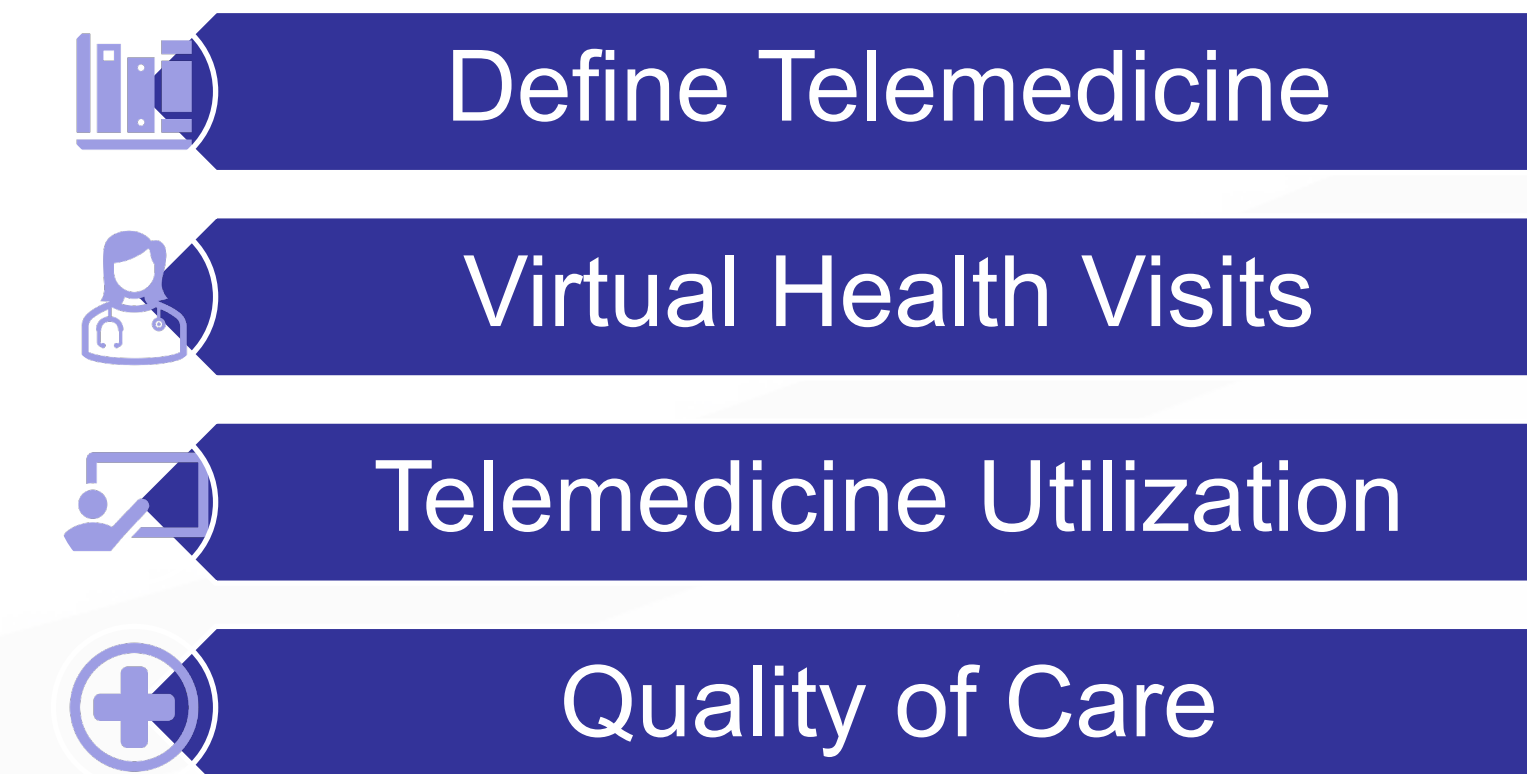 Define Telemedicine
Virtual Health Visits
Telemedicine Utilization
Quality of Care